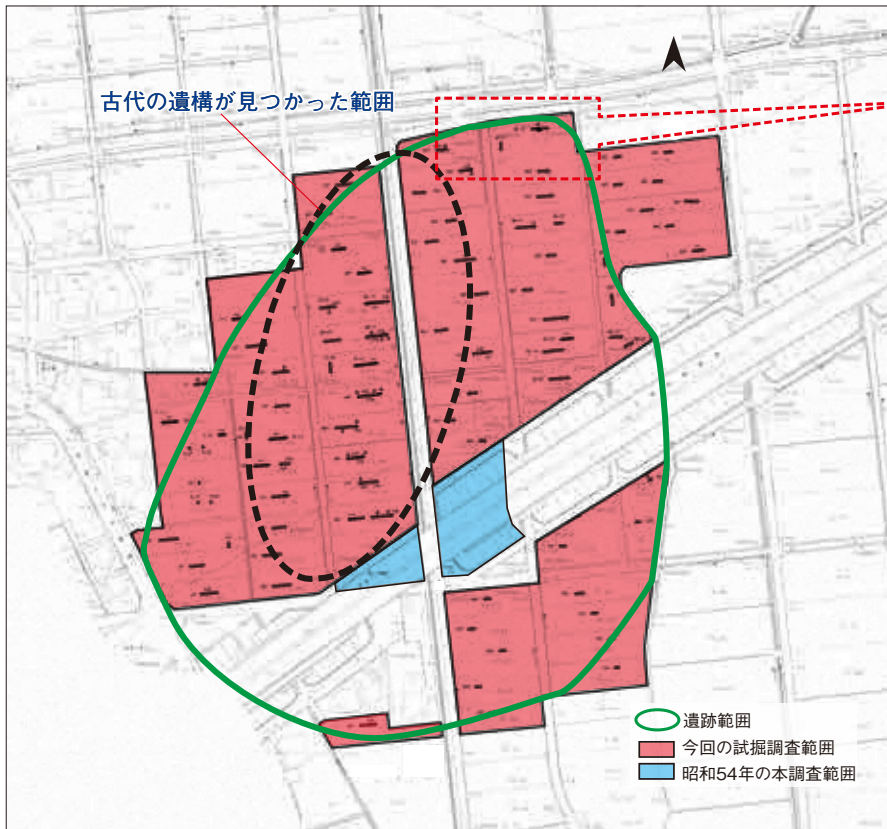 古代の遺構が見つかった範囲
遺跡範囲
今回の試掘調査範囲
昭和54年の本調査範囲